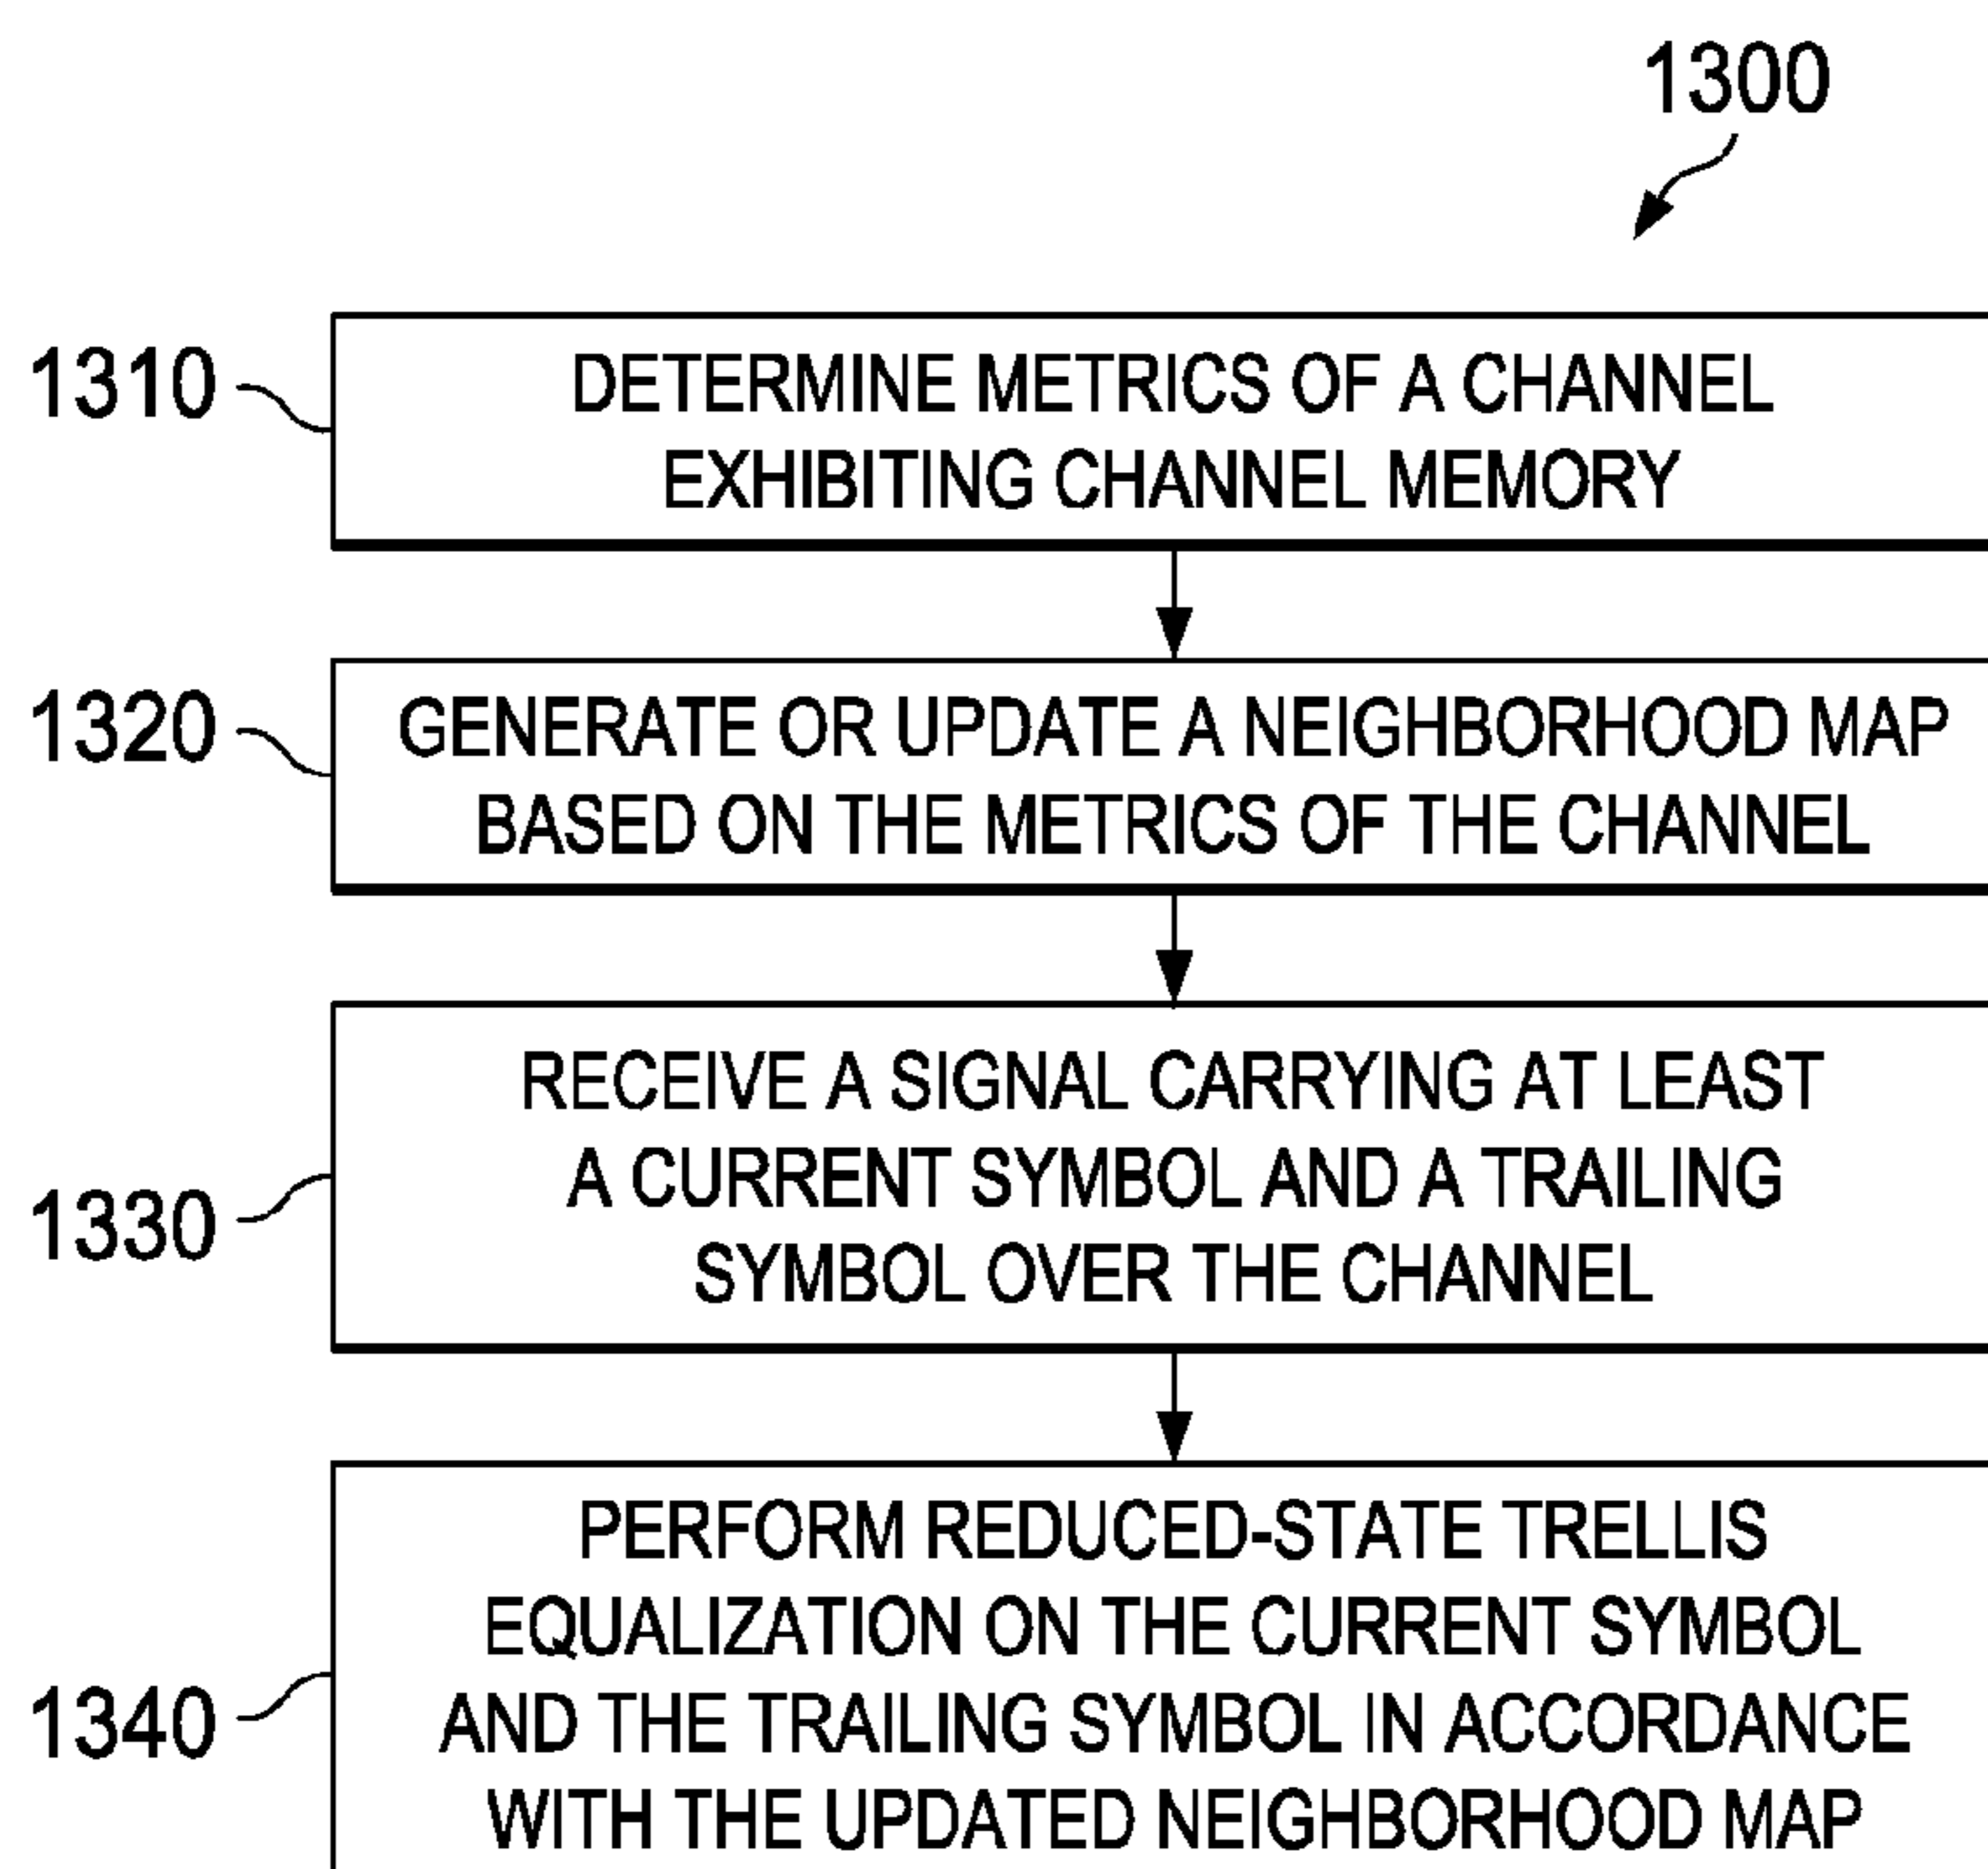 1300
1310
DETERMINE METRICS OF A CHANNEL
EXHIBITING CHANNEL MEMORY
1320
GENERATE OR UPDATE A NEIGHBORHOOD MAP
BASED ON THE METRICS OF THE CHANNEL
1330
RECEIVE A SIGNAL CARRYING AT LEAST
A CURRENT SYMBOL AND A TRAILING
SYMBOL OVER THE CHANNEL
1340
PERFORM REDUCED-STATE TRELLIS
EQUALIZATION ON THE CURRENT SYMBOL
AND THE TRAILING SYMBOL IN ACCORDANCE
WITH THE UPDATED NEIGHBORHOOD MAP